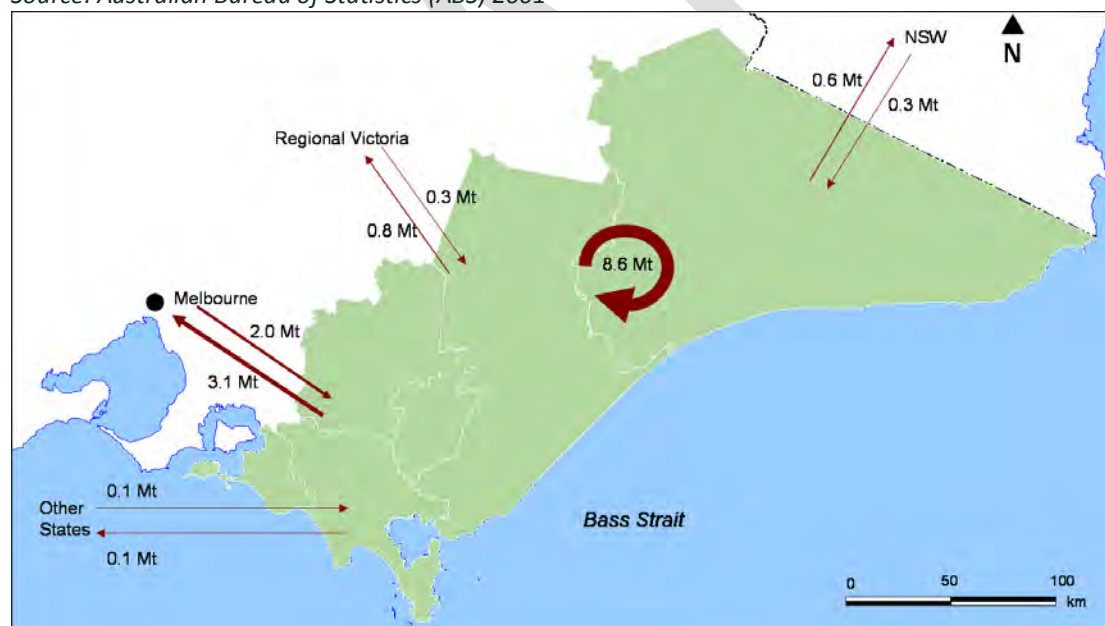 Source: Australian Bureau of Statistics (ABS) 2001
NSW
N
0.6 Mt
0.3 Mt
Regional Victoria
0.3 Mt
0.8 Mt
8.6 Mt
Melbourne
2.0 Mt
3.1 Mt
0.1 Mt
Other
States
0.1 Mt
Bass Strait
0
50
100
km